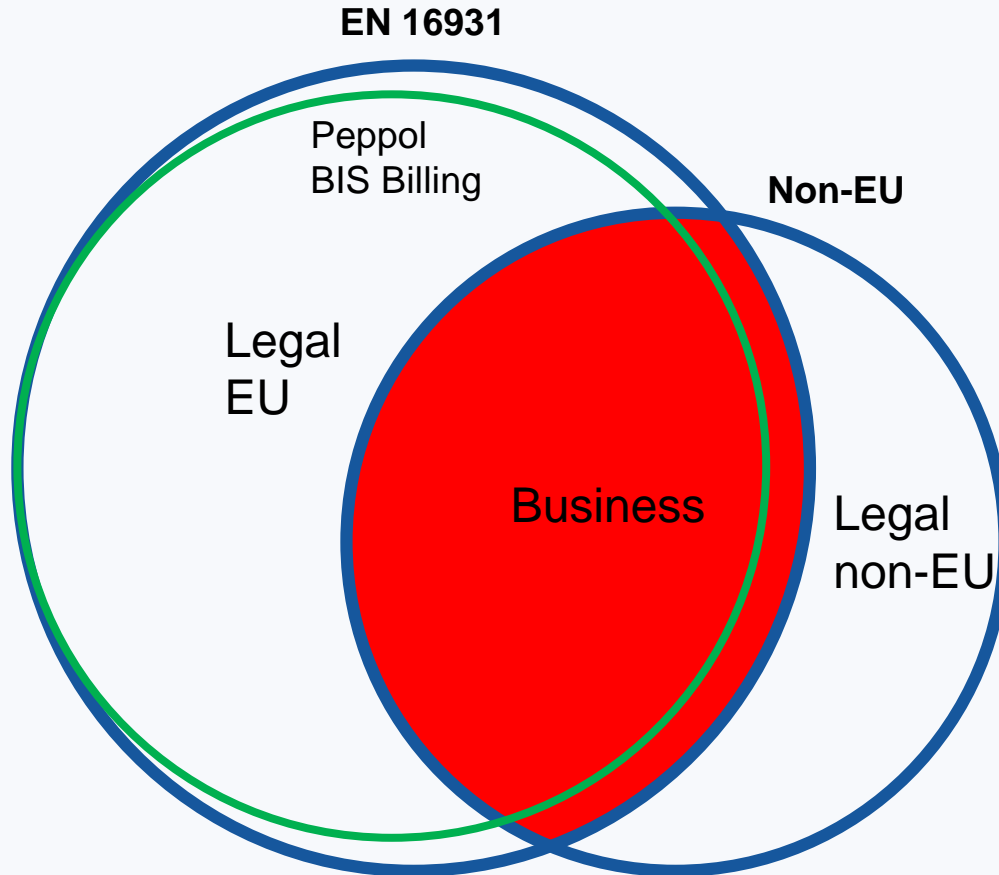 EN 16931
Peppol
BIS Billing
Non-EU
Legal
EU
Business
Legal
non-EU